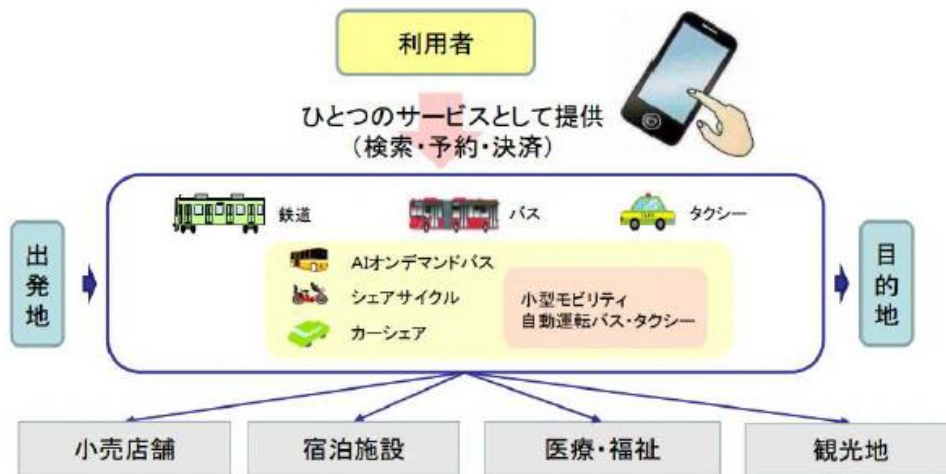 利用者
ひとつのサービスとして提供
(検索・予約・決済)
鉄道
バス
タクシー
出発地
目的地
AIオンデマンドバス
シェアサイクル
カーシェア
小型モビリティ
自動運転バス・タクシー
小売店舗
宿泊施設
医療・福祉
観光地